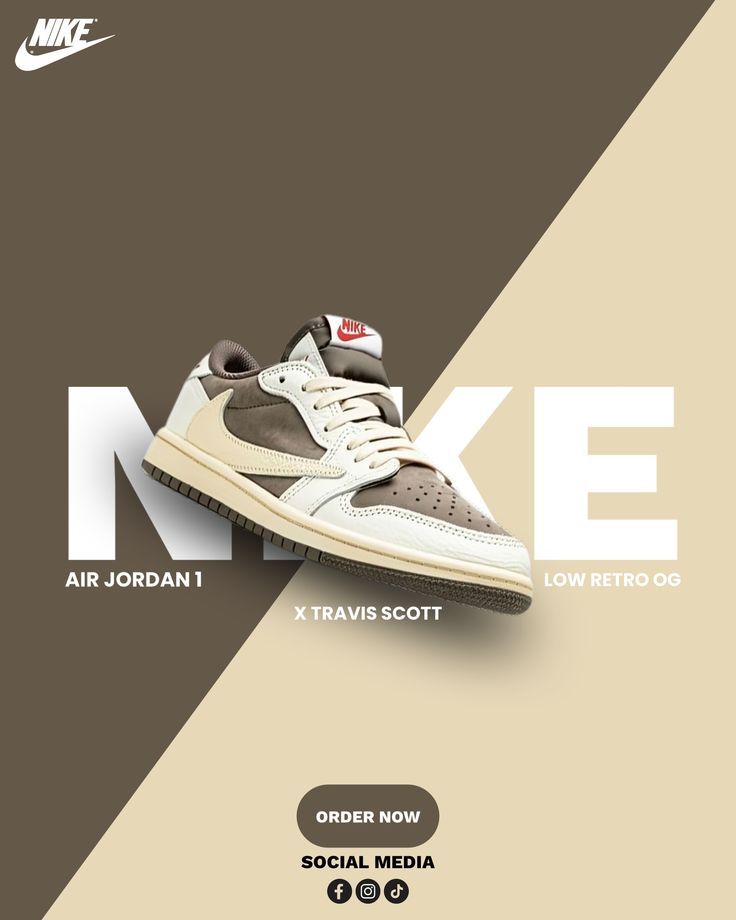 NIKE
NIKE
NIKE
AIR JORDAN 1
LOW RETRO OG
X TRAVIS SCOTT
ORDER NOW
SOCIAL MEDIA